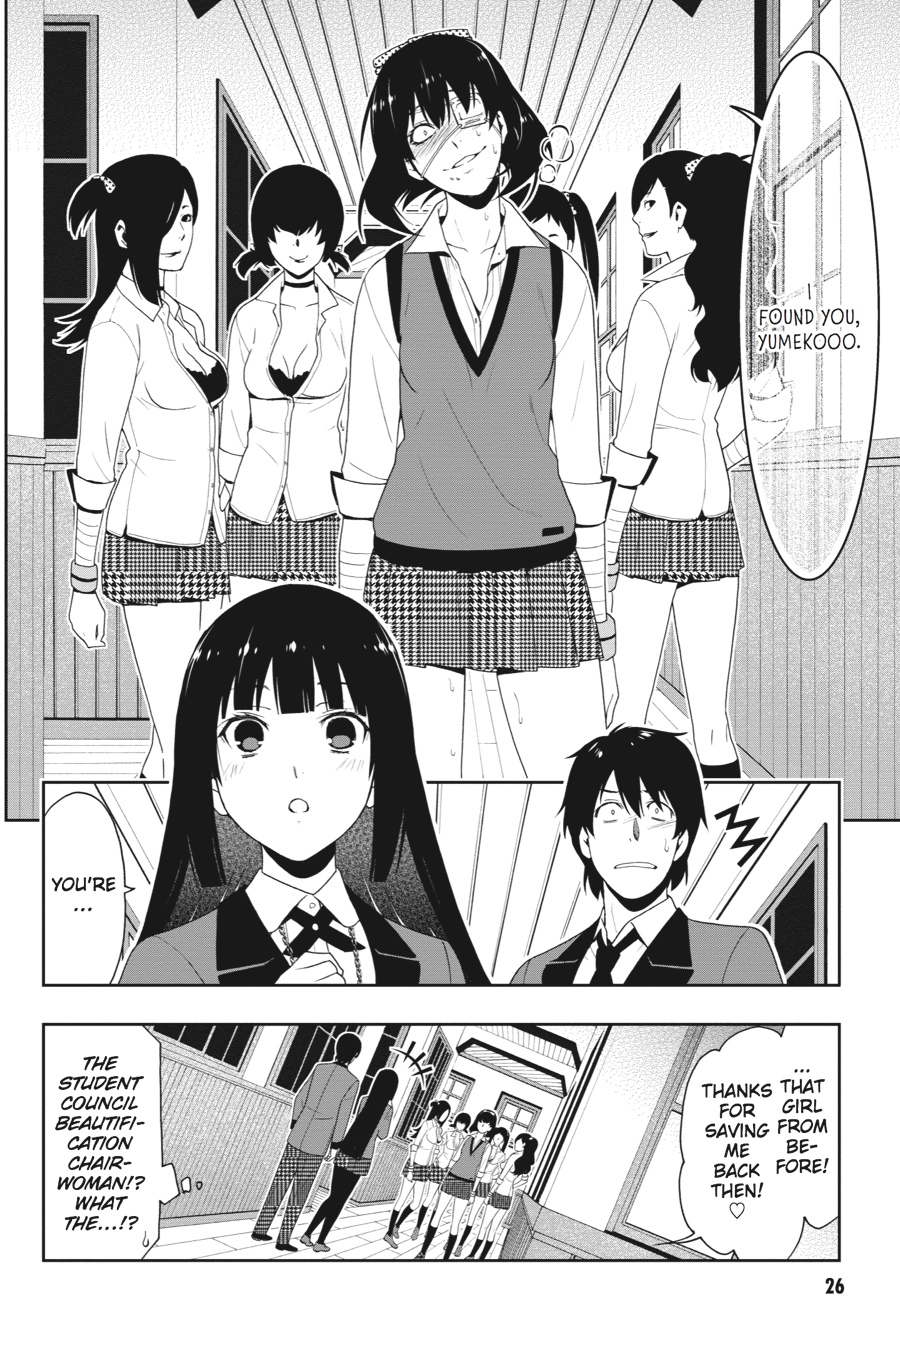 I
FOUND YOU,
YUMEKOOO.
YOU'RE
...
...
THAT
GIRL
FROM
BE-
FORE!
THANKS
FOR
SAVING
ME
BACK
THEN!
♡
THE
STUDENT
COUNCIL
BEAUTIFI-
CATION
CHAIR-
WOMAN!?
WHAT
THE...!?
26